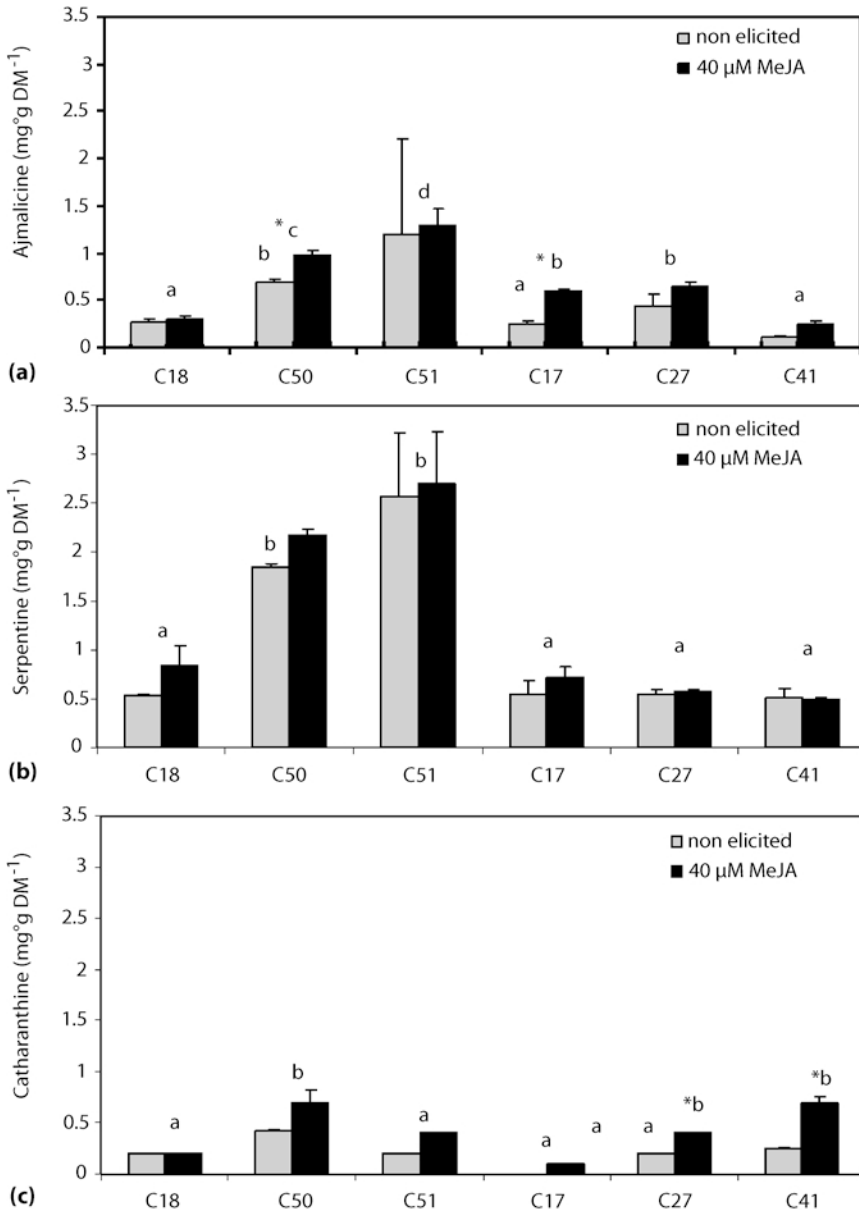 3.5
non elicited
3
40 µM MeJA
2.5
2
1.5
d
* c
1
b
* b
b
a
0.5
a
a
0
Ajmalicine (mg°g DM⁻¹)
(a)
C18 C50 C51 C17 C27 C41
3.5
non elicited
3
40 µM MeJA
b
2.5
b
2
1.5
a
a
a
a
1
0.5
0
Serpentine (mg°g DM⁻¹)
(b)
C18 C50 C51 C17 C27 C41
3.5
non elicited
3
40 µM MeJA
2.5
2
1.5
b
*b
1
a
a
a
a
a
*b
0.5
0
Catharanthine (mg°g DM⁻¹)
(c)
C18 C50 C51 C17 C27 C41